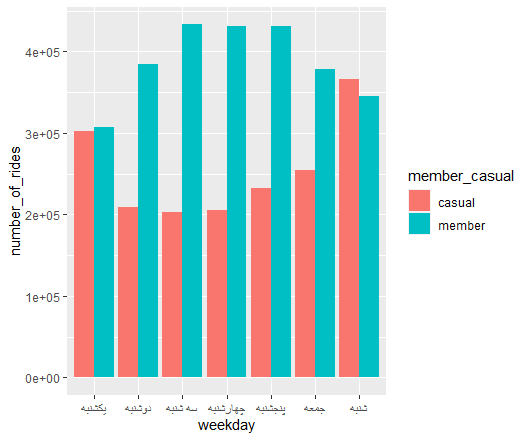 4e+05
3e+05
2e+05
1e+05
0e+00
number_of_rides
یکشنبه دوشنبه سه شنبه چهارشنبه پنجشنبه جمعه شنبه
weekday
member_casual
casual
member